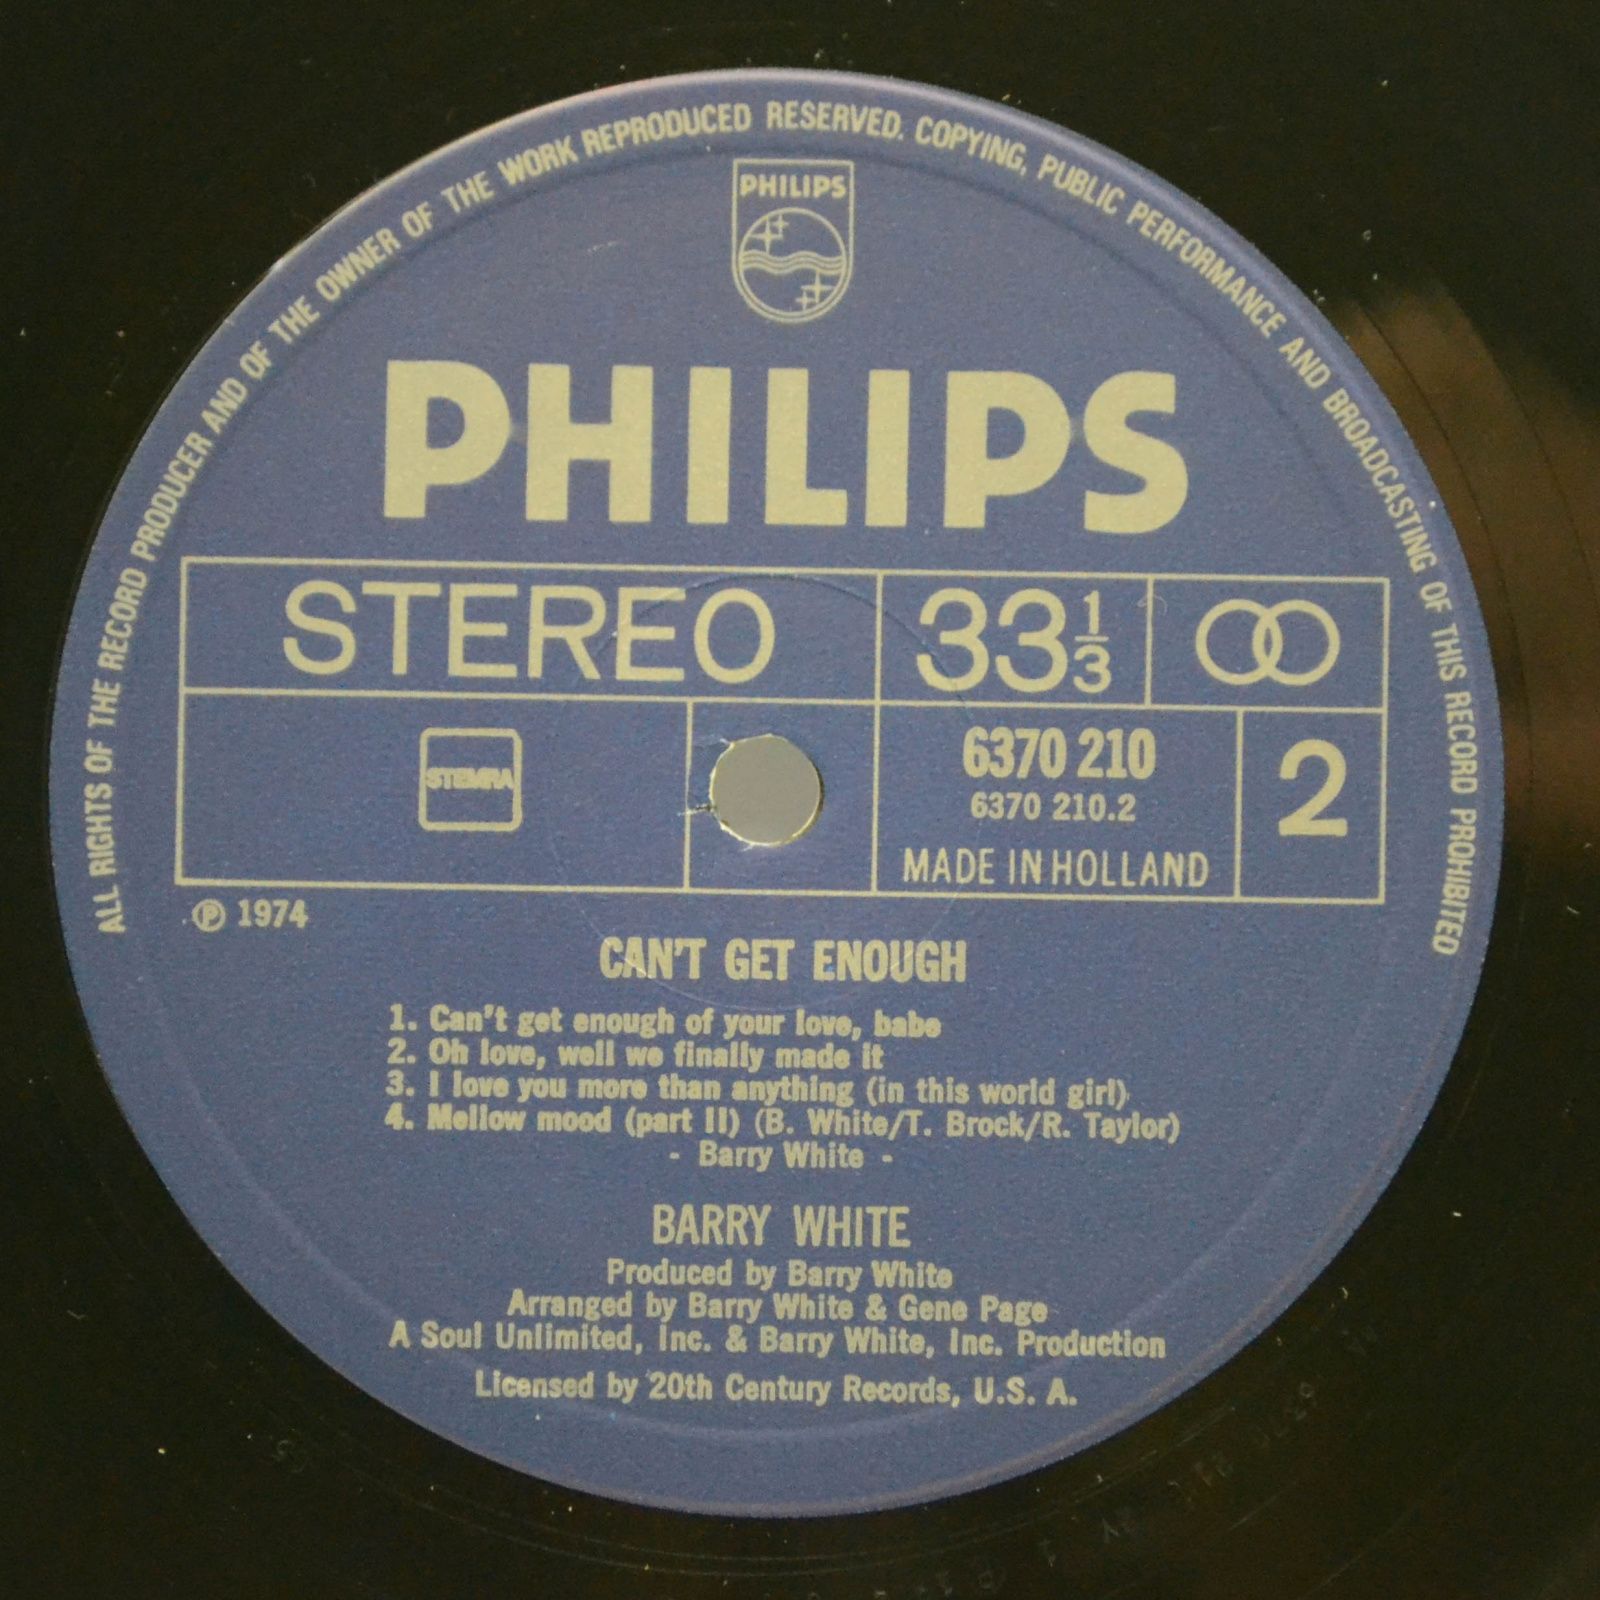 ALL RIGHTS OF THE RECORD PRODUCER AND OF THE OWNER OF THE WORK REPRODUCED RESERVED. COPYING, PUBLIC PERFORMANCE AND BROADCASTING OF THIS RECORD PROHIBITED
PHILIPS
PHILIPS
STEREO 33 1/3
STEMRA
6370 210
6370 210.2
MADE IN HOLLAND
2
℗ 1974
CAN'T GET ENOUGH
1. Can't get enough of your love, babe
2. Oh love, well we finally made it
3. I love you more than anything (in this world girl)
4. Mellow mood (part II) (B. White/T. Brock/R. Taylor)
- Barry White -
BARRY WHITE
Produced by Barry White
Arranged by Barry White & Gene Page
A Soul Unlimited, Inc. & Barry White, Inc. Production
Licensed by 20th Century Records, U.S. A.